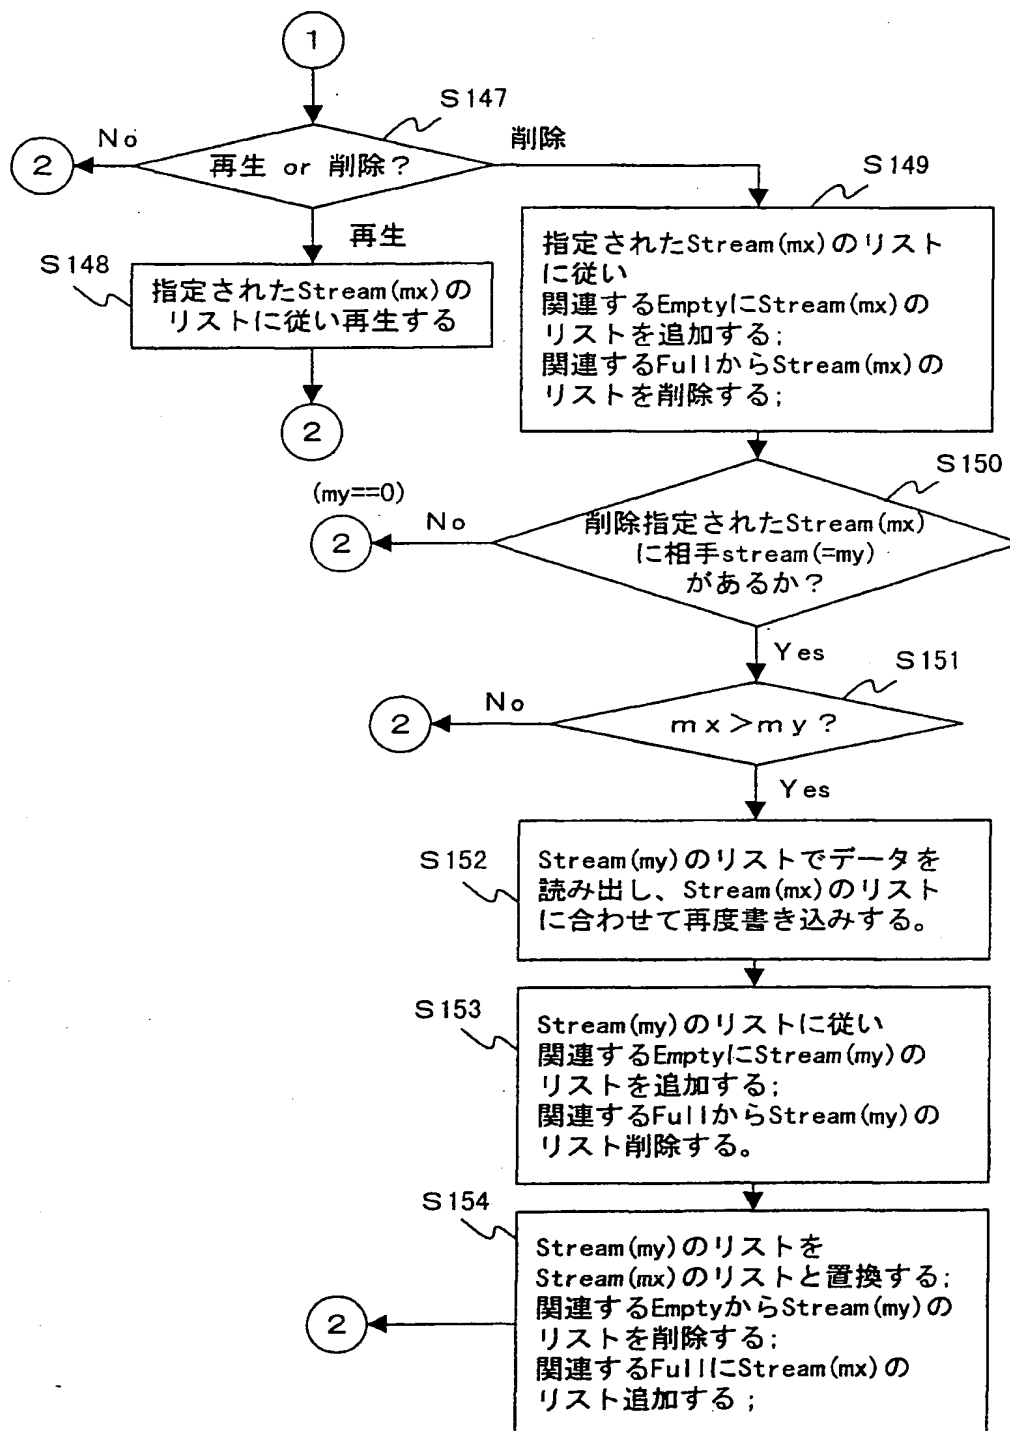 1
S147
No
再生 or 削除？
削除
2
再生
S148
指定されたStream(mx)の
リストに従い再生する
2
S149
指定されたStream(mx)のリスト
に従い
関連するEmptyにStream(mx)の
リストを追加する;
関連するFullからStream(mx)の
リストを削除する;
S150
(my==0)
No
2
削除指定されたStream(mx)
に相手stream(=my)
があるか？
Yes
S151
No
2
ｍｘ＞ｍｙ？
Yes
S152
Stream(my)のリストでデータを
読み出し、Stream(mx)のリスト
に合わせて再度書き込みする。
S153
Stream(my)のリストに従い
関連するEmptyにStream(my)の
リストを追加する;
関連するFullからStream(my)の
リスト削除する。
S154
Stream(my)のリストを
Stream(mx)のリストと置換する;
関連するEmptyからStream(my)の
リストを削除する;
関連するFullにStream(mx)の
リスト追加する;
2